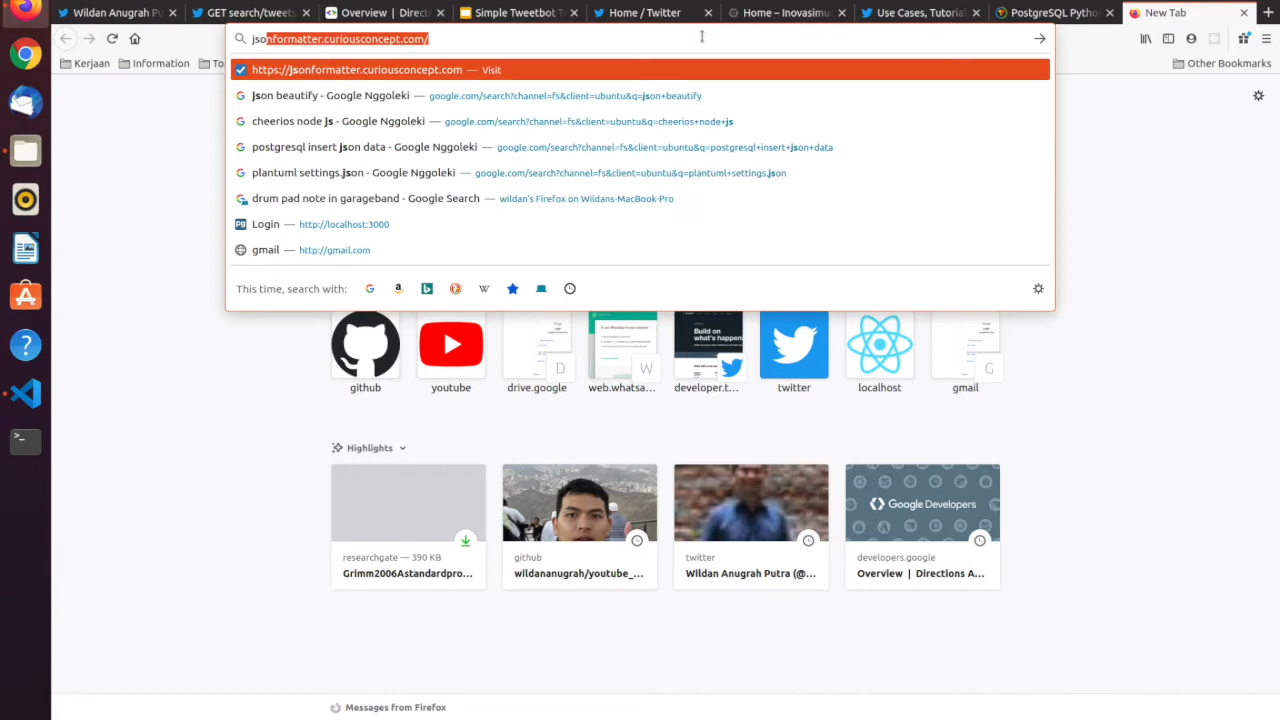 Wildan Anugrah Pu
GET search/tweets
Overview | Directi
Simple Tweetbot T
Home / Twitter
Home – Inovasimu
Use Cases, Tutorial
PostgreSQL Pytho
New Tab
jsonformatter.curiousconcept.com/
Kerjaan
Information
To
Other Bookmarks
https://jsonformatter.curiousconcept.com — Visit
json beautify - Google Nggoleki — google.com/search?channel=fs&client=ubuntu&q=json+beautify
cheerios node js - Google Nggoleki — google.com/search?channel=fs&client=ubuntu&q=cheerios+node+js
postgresql insert json data - Google Nggoleki — google.com/search?channel=fs&client=ubuntu&q=postgresql+insert+json+data
plantuml settings.json - Google Nggoleki — google.com/search?channel=fs&client=ubuntu&q=plantuml+settings.json
drum pad note in garageband - Google Search — wildan's Firefox on Wildans-MacBook-Pro
Login — http://localhost:3000
gmail — http://gmail.com
This time, search with:
Build on
what's happen
D
W
G
github
youtube
drive.google
web.whatsa...
developer.t...
twitter
localhost
gmail
Highlights
Google Developers
researchgate — 390 KB
Grimm2006Astandardpro...
github
wildananugrah/youtube_...
twitter
Wildan Anugrah Putra (@...
developers.google
Overview | Directions A...
Messages from Firefox